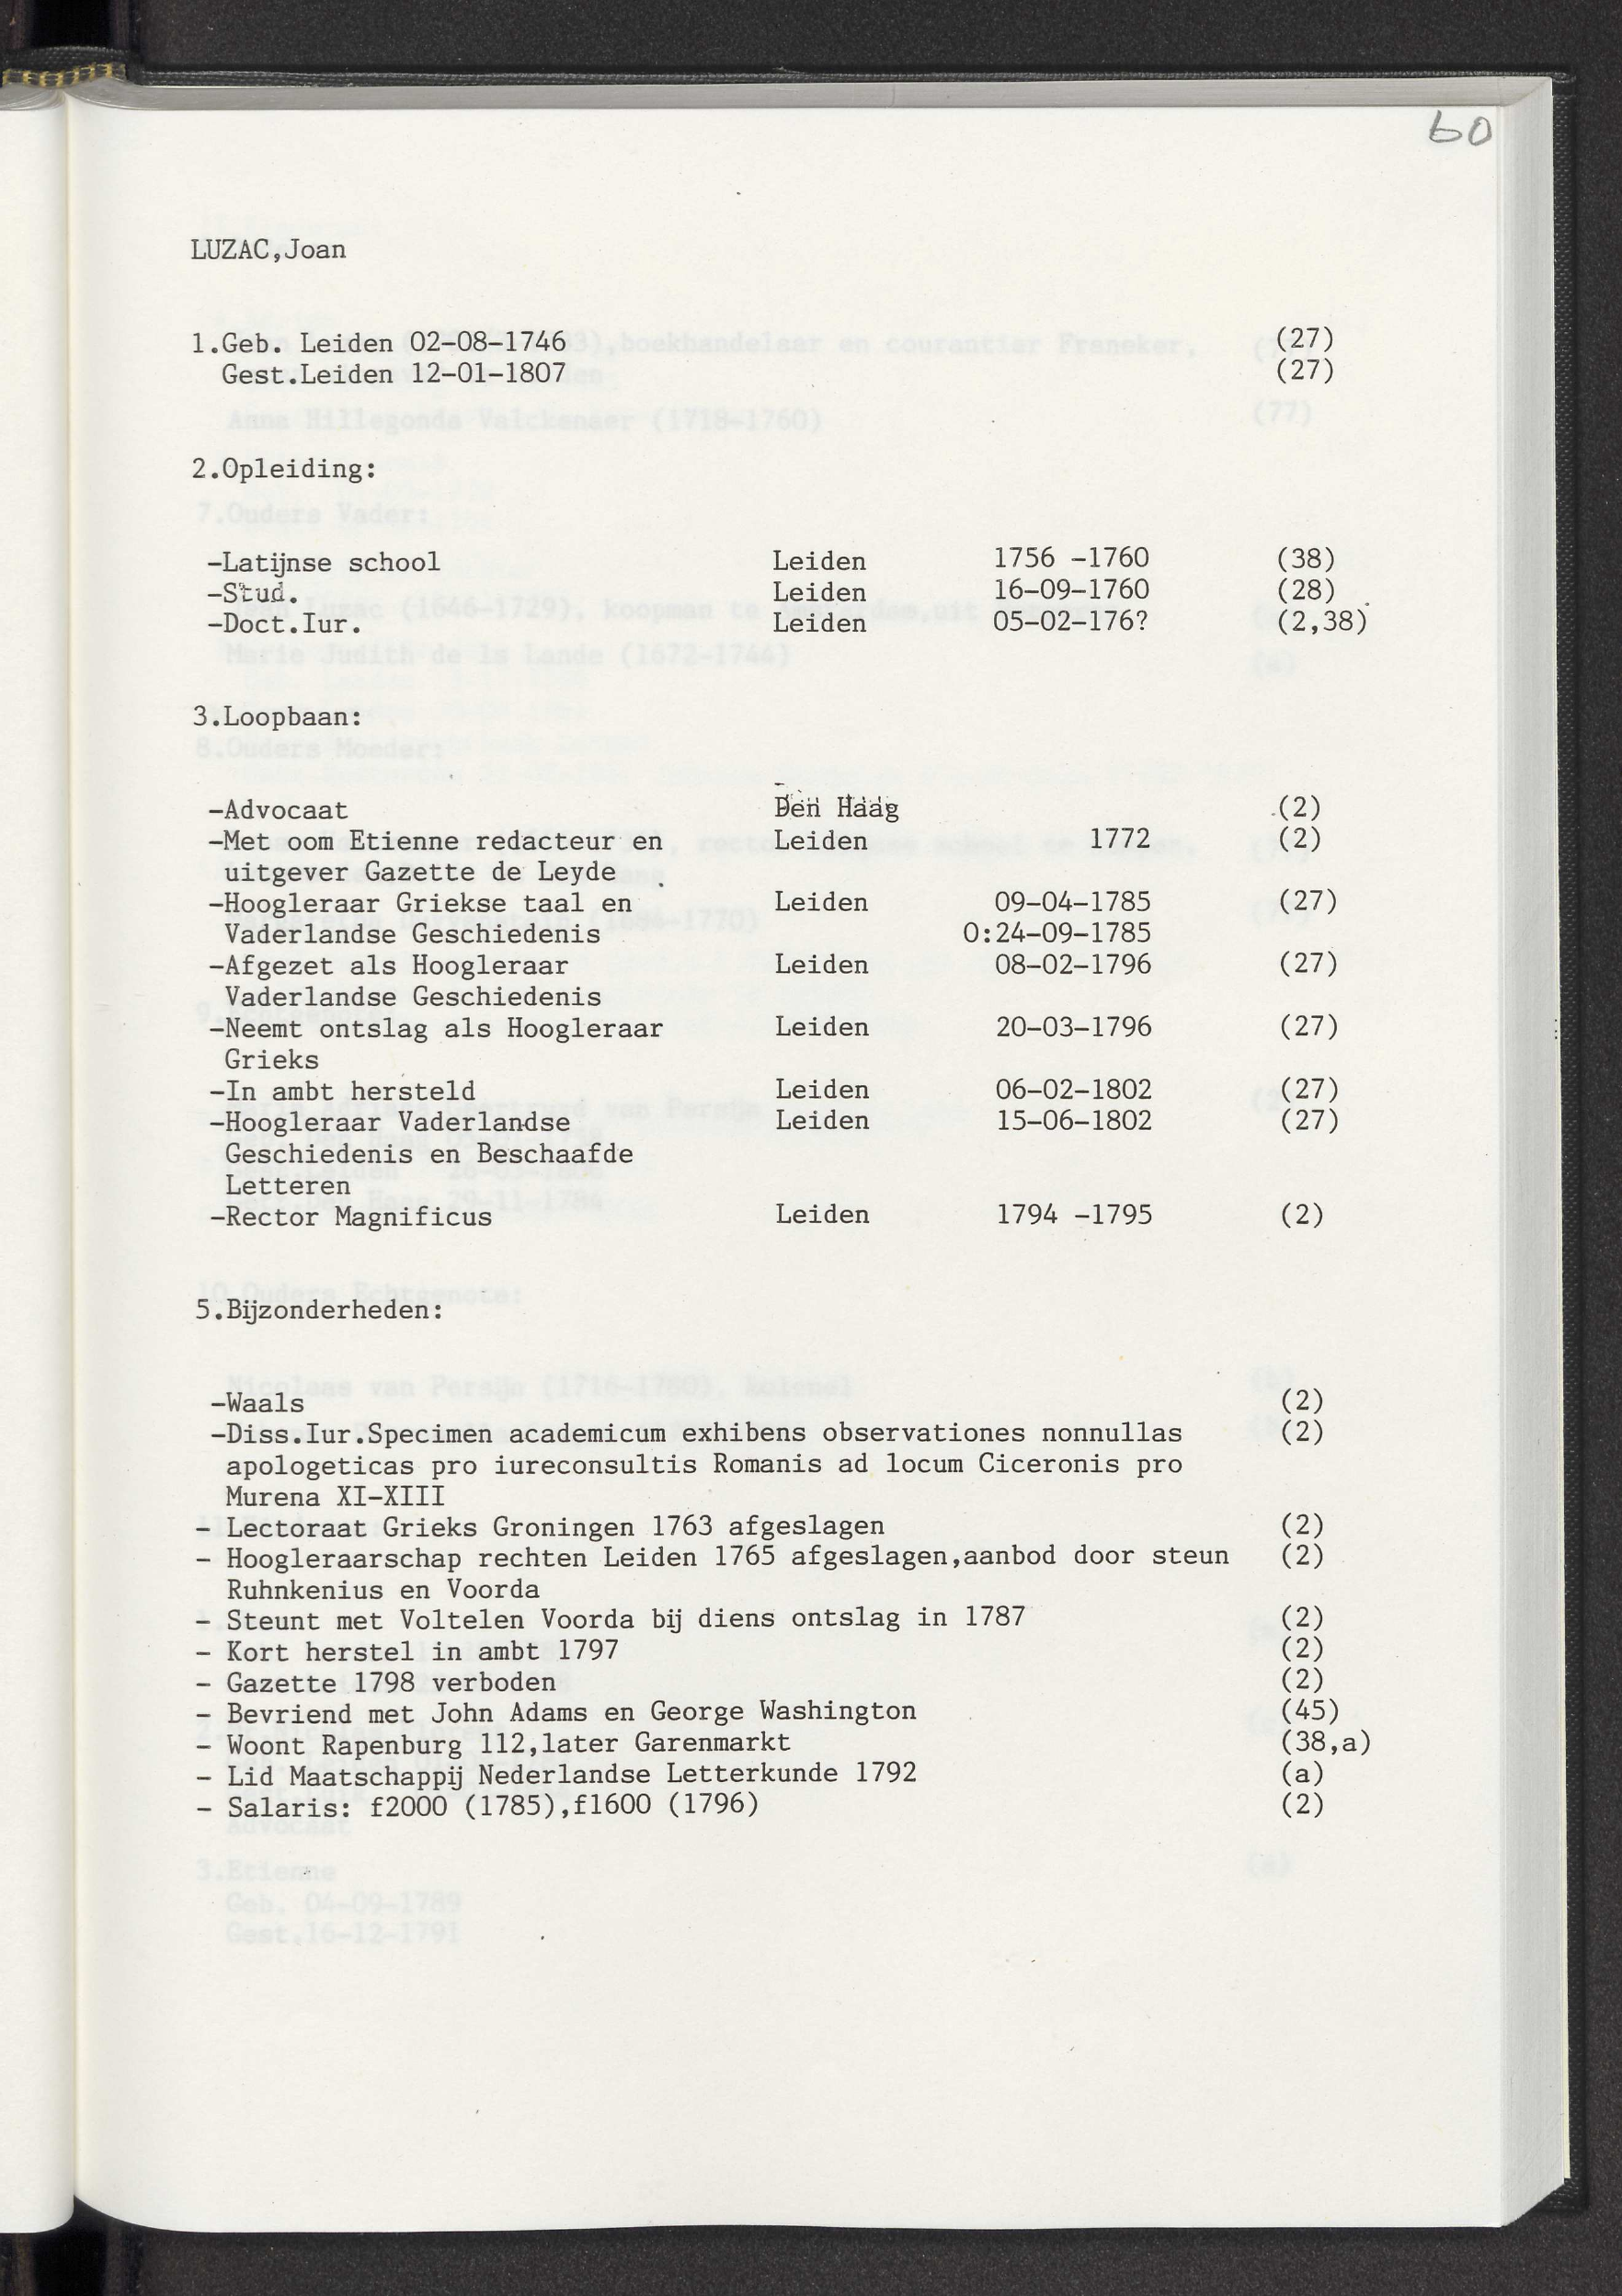 60
LUZAC,Joan
1.Geb. Leiden 02-08-1746 (27)
Gest.Leiden 12-01-1807 (27)
2.Opleiding:
-Latijnse school Leiden 1756 -1760 (38)
-Stud. Leiden 16-09-1760 (28)
-Doct.Iur. Leiden 05-02-176? (2,38)
3.Loopbaan:
-Advocaat Den Haag (2)
-Met oom Etienne redacteur en Leiden 1772 (2)
uitgever Gazette de Leyde
-Hoogleraar Griekse taal en Leiden 09-04-1785 (27)
Vaderlandse Geschiedenis 0:24-09-1785
-Afgezet als Hoogleraar Leiden 08-02-1796 (27)
Vaderlandse Geschiedenis
-Neemt ontslag als Hoogleraar Leiden 20-03-1796 (27)
Grieks
-In ambt hersteld Leiden 06-02-1802 (27)
-Hoogleraar Vaderlandse Leiden 15-06-1802 (27)
Geschiedenis en Beschaafde
Letteren
-Rector Magnificus Leiden 1794 -1795 (2)
5.Bijzonderheden:
-Waals (2)
-Diss.Iur.Specimen academicum exhibens observationes nonnullas (2)
apologeticas pro iureconsultis Romanis ad locum Ciceronis pro
Murena XI-XIII
- Lectoraat Grieks Groningen 1763 afgeslagen (2)
- Hoogleraarschap rechten Leiden 1765 afgeslagen,aanbod door steun (2)
Ruhnkenius en Voorda
- Steunt met Voltelen Voorda bij diens ontslag in 1787 (2)
- Kort herstel in ambt 1797 (2)
- Gazette 1798 verboden (2)
- Bevriend met John Adams en George Washington (45)
- Woont Rapenburg 112,later Garenmarkt (38,a)
- Lid Maatschappij Nederlandse Letterkunde 1792 (a)
- Salaris: f2000 (1785),f1600 (1796) (2)